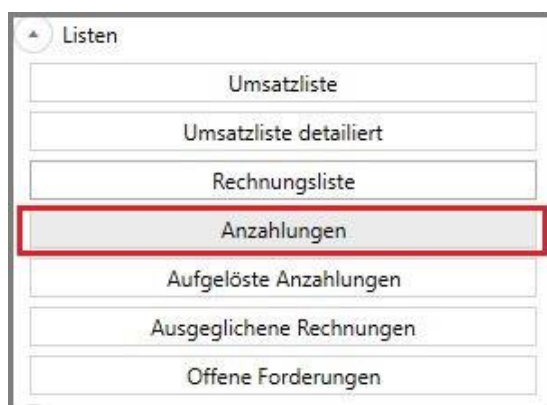 Listen
Umsatzliste
Umsatzliste detailiert
Rechnungsliste
Anzahlungen
Aufgelöste Anzahlungen
Ausgeglichene Rechnungen
Offene Forderungen